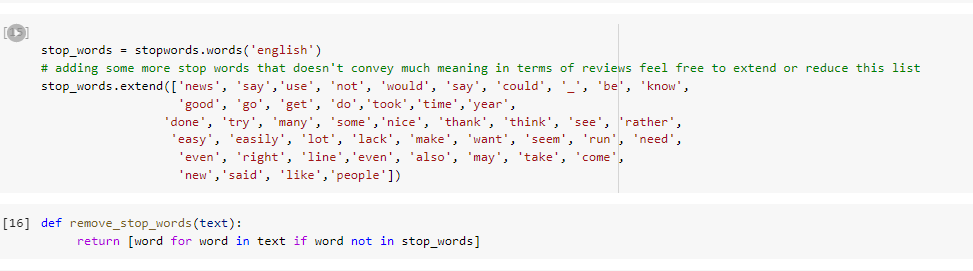 stop_words = stopwords.words('english')
# adding some more stop words that doesn't convey much meaning in terms of reviews feel free to extend or reduce this list
stop_words.extend(['news', 'say','use', 'not', 'would', 'say', 'could', '_', 'be', 'know',
'good', 'go', 'get', 'do','took','time','year',
'done', 'try', 'many', 'some','nice', 'thank', 'think', 'see', 'rather',
'easy', 'easily', 'lot', 'lack', 'make', 'want', 'seem', 'run', 'need',
'even', 'right', 'line','even', 'also', 'may', 'take', 'come',
'new','said', 'like','people'])
[16] def remove_stop_words(text):
return [word for word in text if word not in stop_words]